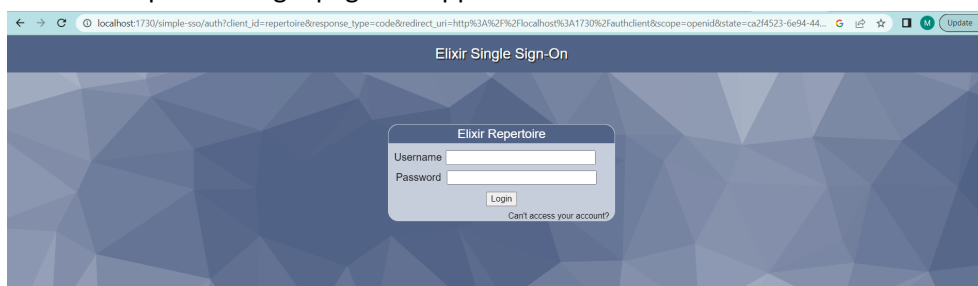 localhost:1730/simple-sso/auth?client_id=repertoire&response_type=code&redirect_uri=http%3A%2F%2Flocalhost%3A1730%2Fauthclient&scope=openid&state=ca2f4523-6e94-44...
M
Update
Elixir Single Sign-On
Elixir Repertoire
Username
Password
Login
Can't access your account?